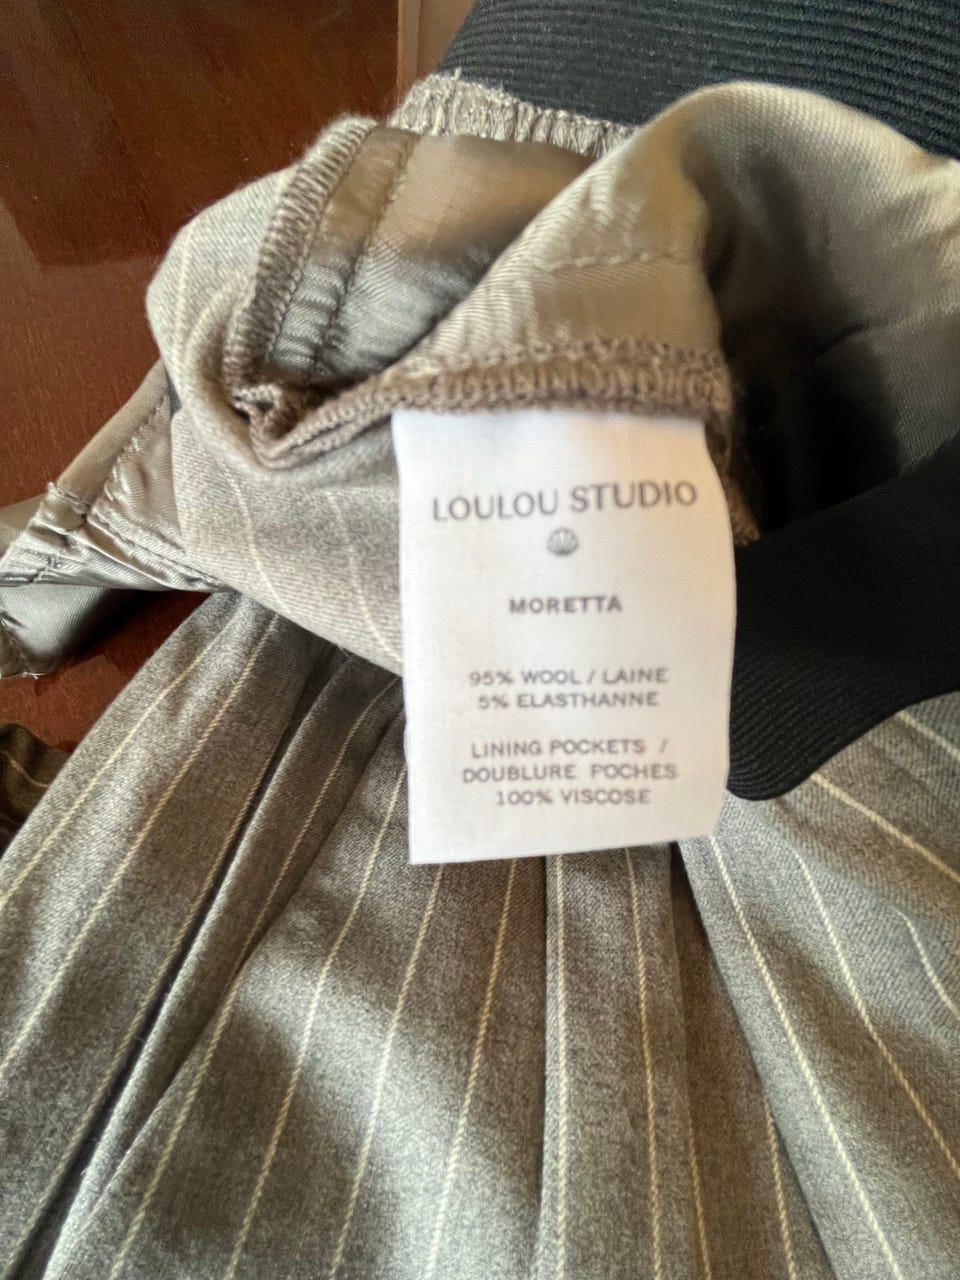 LOULOU STUDIO
MORETTA
95% WOOL / LAINE
5% ELASTHANNE
LINING POCKETS /
DOUBLURE POCHES
100% VISCOSE